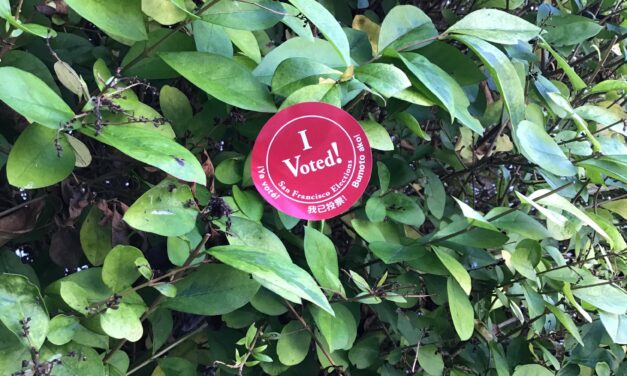 I
Voted!
San Francisco Elections
¡Ya voté!
我已投票!
Bumoto ako!